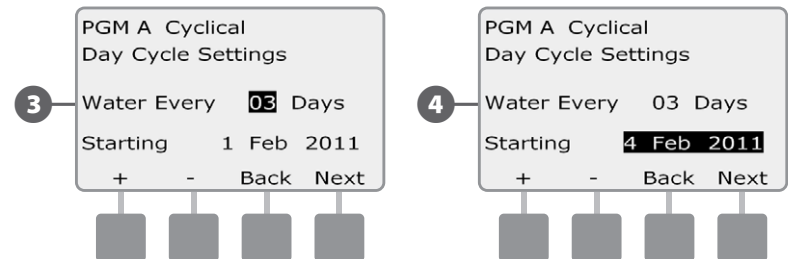 PGM A Cyclical
Day Cycle Settings
3
Water Every 03 Days
Starting 1 Feb 2011
+ - Back Next
PGM A Cyclical
Day Cycle Settings
4
Water Every 03 Days
Starting 4 Feb 2011
+ - Back Next